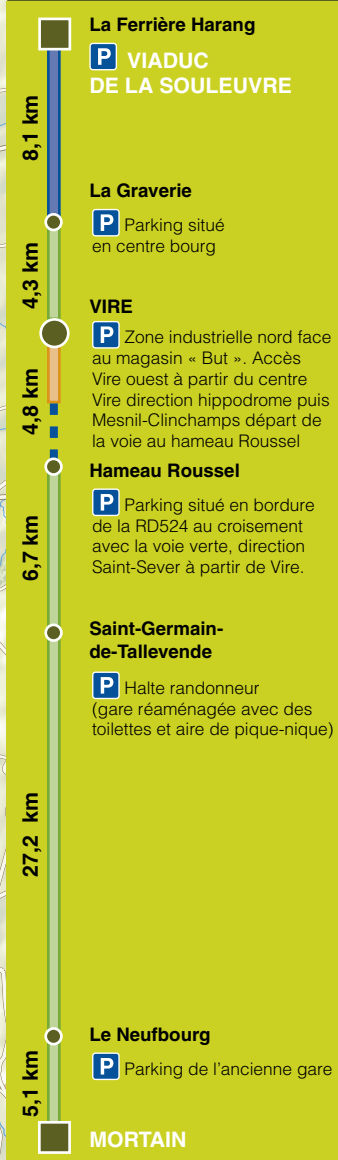 La Ferrière Harang
P VIADUC
DE LA SOULEUVRE
8,1 km
La Graverie
P Parking situé
en centre bourg
4,3 km
VIRE
P Zone industrielle nord face
au magasin « But ». Accès
Vire ouest à partir du centre
Vire direction hippodrome puis
Mesnil-Clinchamps départ de
la voie au hameau Roussel
4,8 km
Hameau Roussel
P Parking situé en bordure
de la RD524 au croisement
avec la voie verte, direction
Saint-Sever à partir de Vire.
6,7 km
Saint-Germain-
de-Tallevende
P Halte randonneur
(gare réaménagée avec des
toilettes et aire de pique-nique)
27,2 km
Le Neufbourg
P Parking de l'ancienne gare
5,1 km
MORTAIN